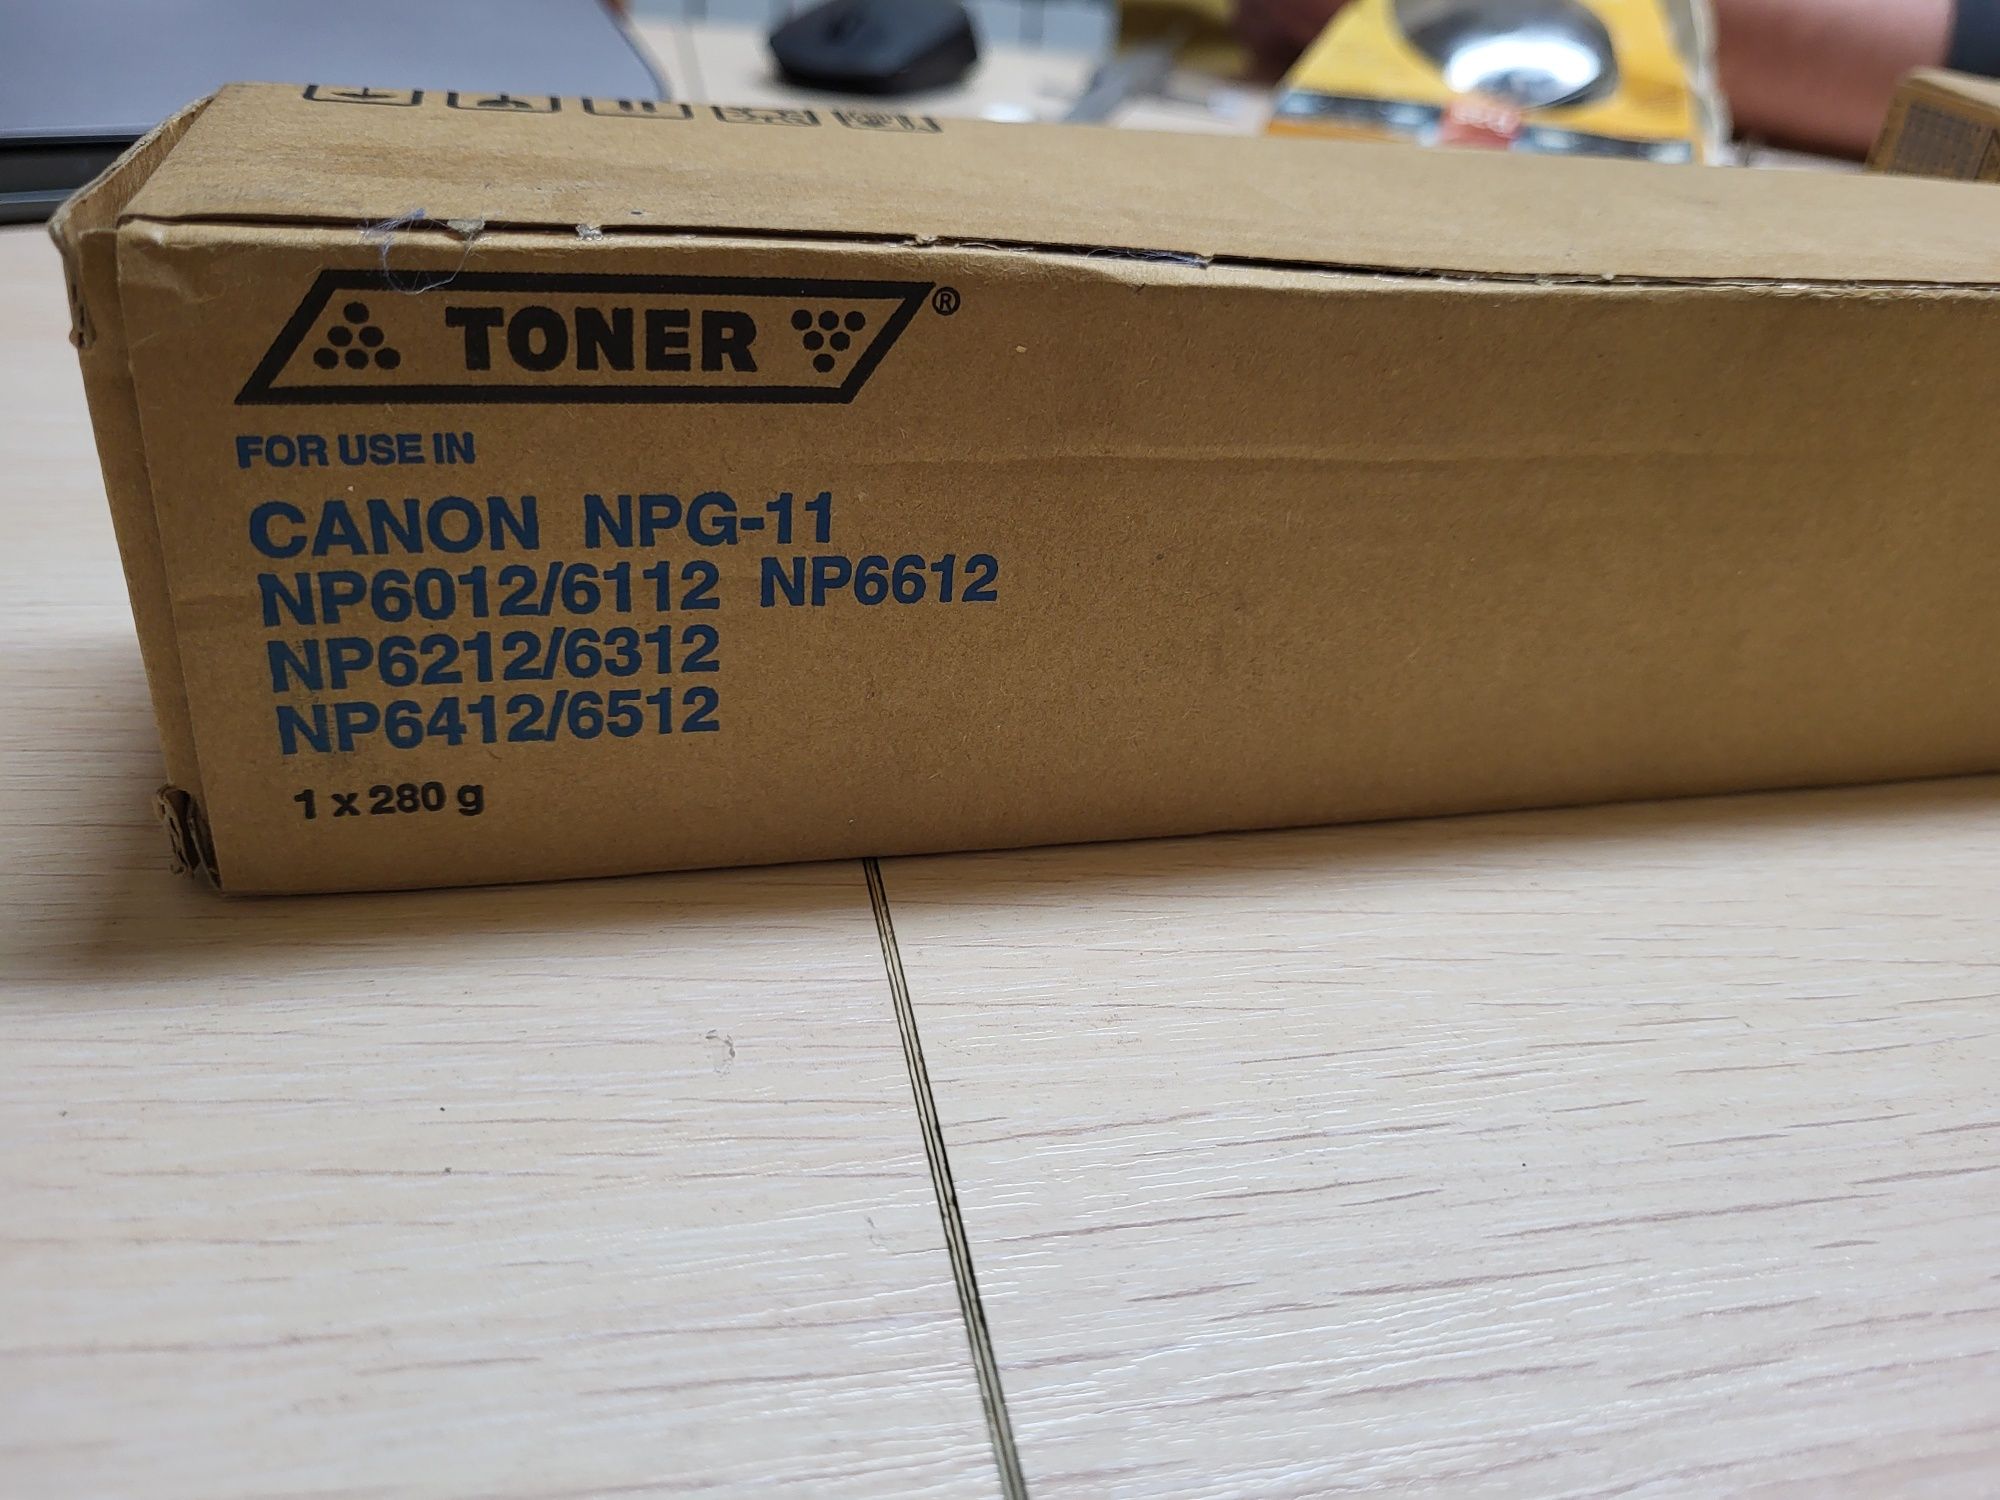 TONER ®
FOR USE IN
CANON NPG-11
NP6012/6112 NP6612
NP6212/6312
NP6412/6512
1 x 280 g